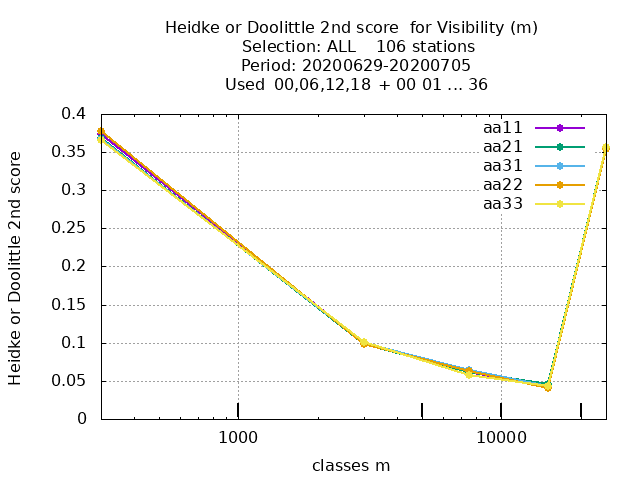 Heidke or Doolittle 2nd score  for Visibility (m)
Selection: ALL    106 stations
Period: 20200629-20200705
Used  00,06,12,18 + 00 01 ... 36
Heidke or Doolittle 2nd score
0.4
0.35
0.3
0.25
0.2
0.15
0.1
0.05
0
aa11
aa21
aa31
aa22
aa33
1000
10000
classes m